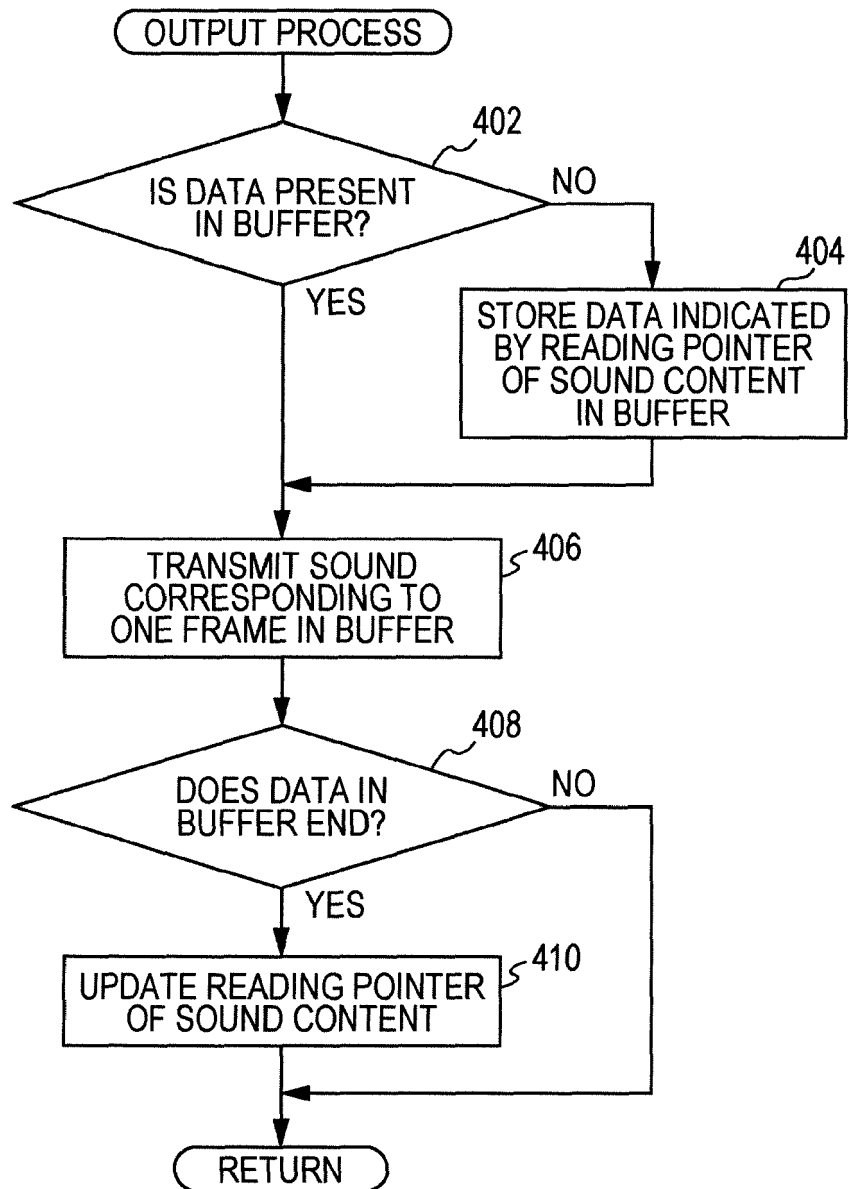 OUTPUT PROCESS
402
IS DATA PRESENT
IN BUFFER?
NO
YES
404
STORE DATA INDICATED
BY READING POINTER
OF SOUND CONTENT
IN BUFFER
406
TRANSMIT SOUND
CORRESPONDING TO
ONE FRAME IN BUFFER
408
DOES DATA IN
BUFFER END?
NO
YES
410
UPDATE READING POINTER
OF SOUND CONTENT
RETURN